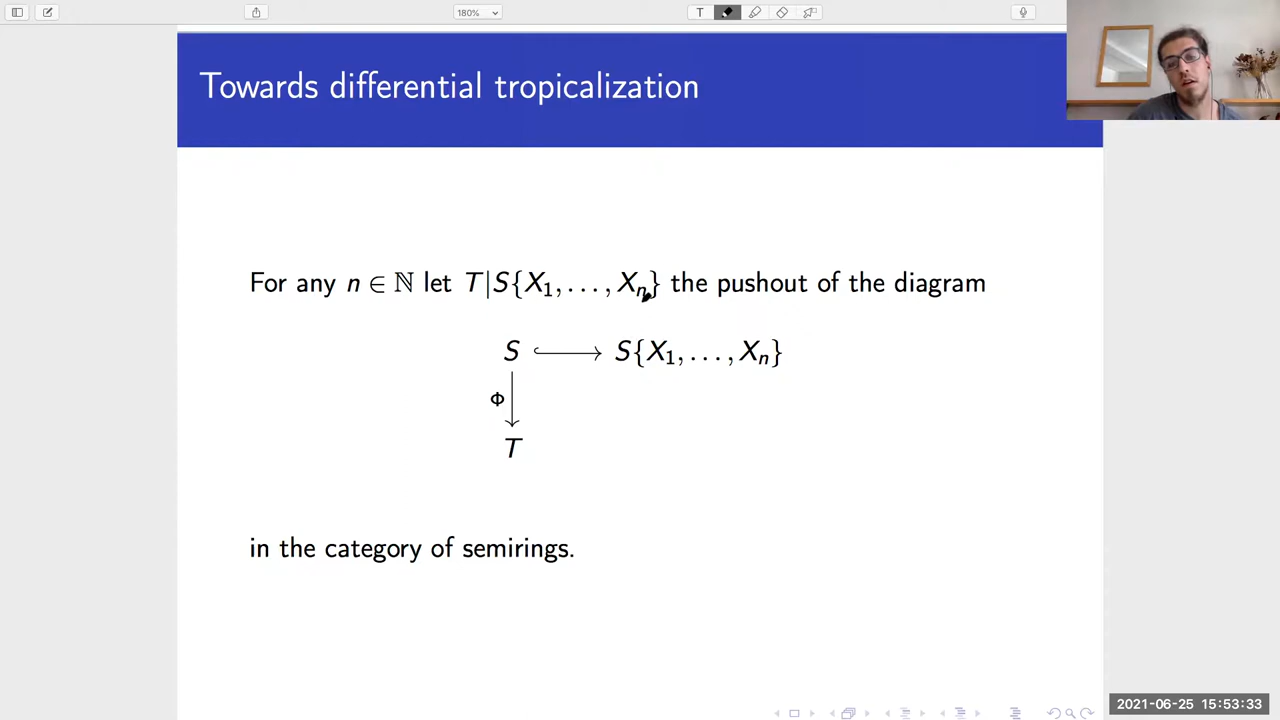 180%
T
Towards differential tropicalization
For any n ∈ ℕ let T|S{X₁, . . . , Xₙ} the pushout of the diagram
S ↪ S{X₁, . . . , Xₙ}
Φ
T
in the category of semirings.
2021-06-25 15:53:33